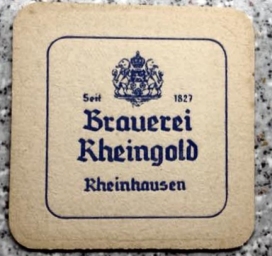 Seit 1827
Brauerei
Rheingold
Rheinhausen